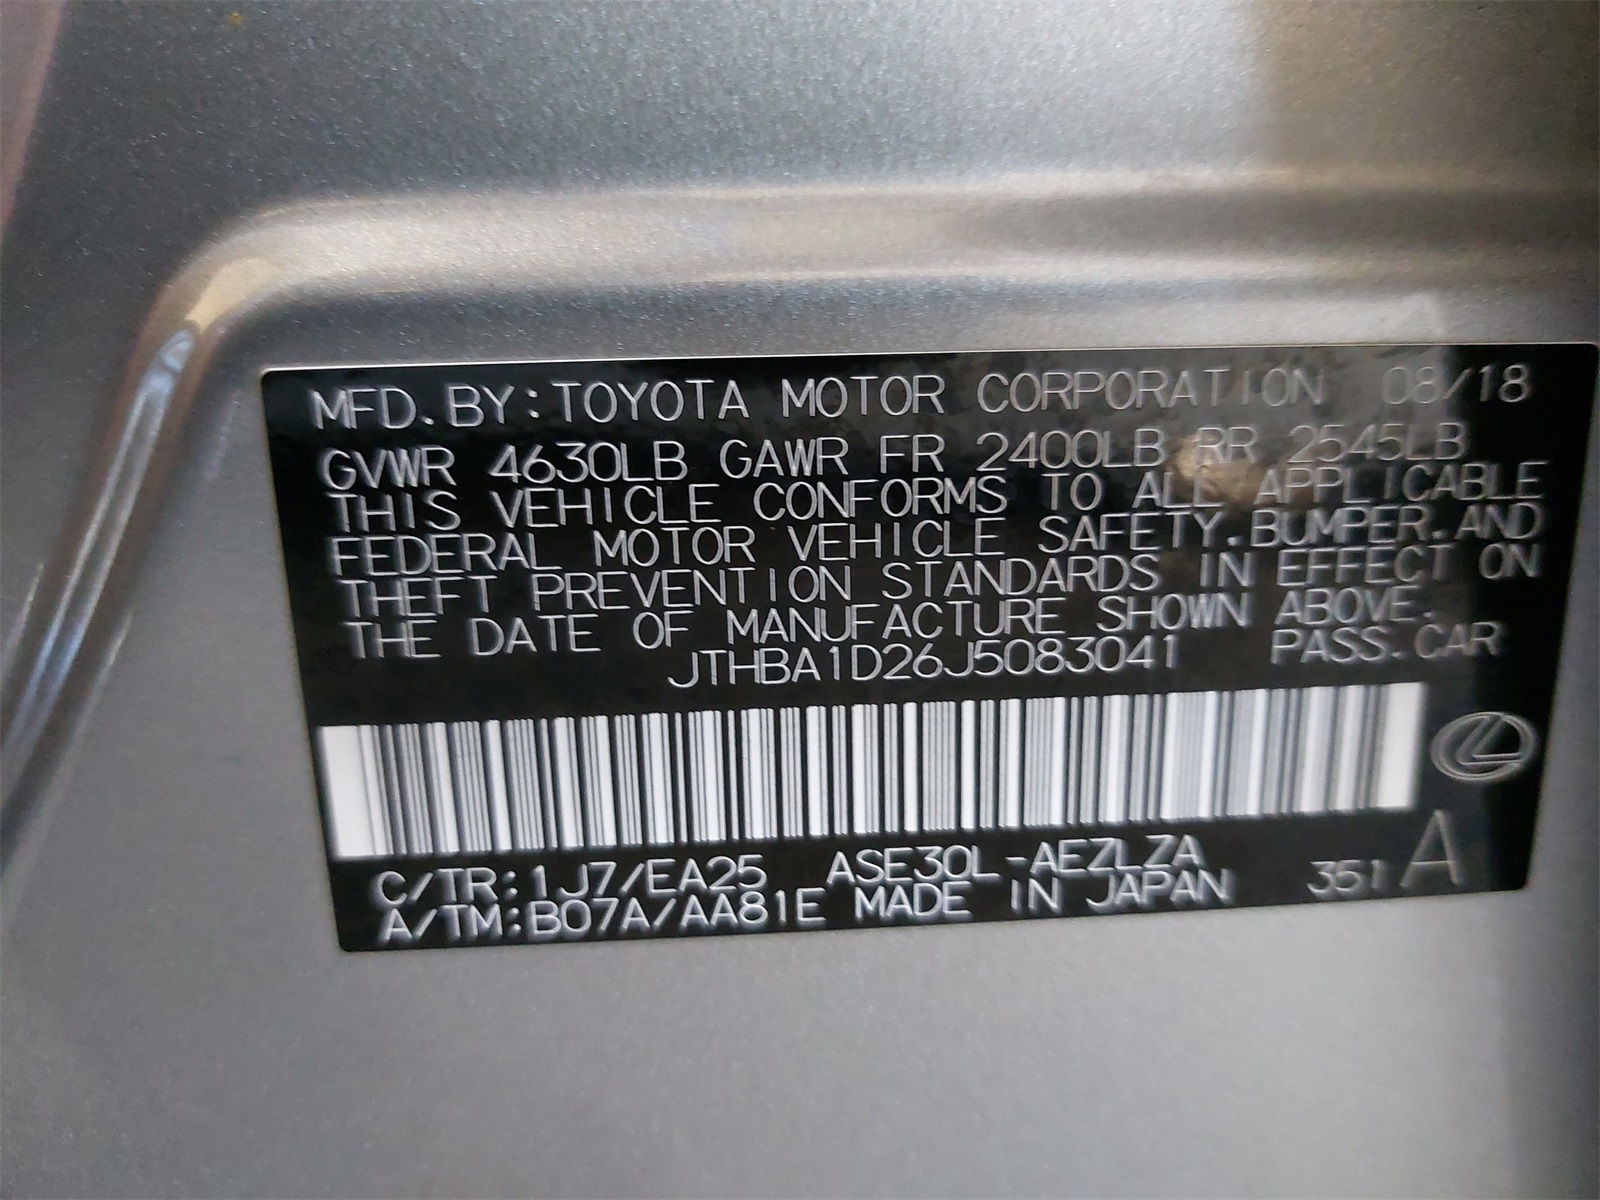 MFD. BY: TOYOTA MOTOR CORPORATION 08/18
GVWR 4630LB GAWR FR 2400LB RR 2545LB
THIS VEHICLE CONFORMS TO ALL APPLICABLE
FEDERAL MOTOR VEHICLE SAFETY, BUMPER, AND
THEFT PREVENTION STANDARDS IN EFFECT ON
THE DATE OF MANUFACTURE SHOWN ABOVE.
JTHBA1D26J5083041 PASS. CAR
C/TR: 1J7/EA25 ASE30L-AEZLZA
A/TM: B07A/AA81E MADE IN JAPAN 351 A